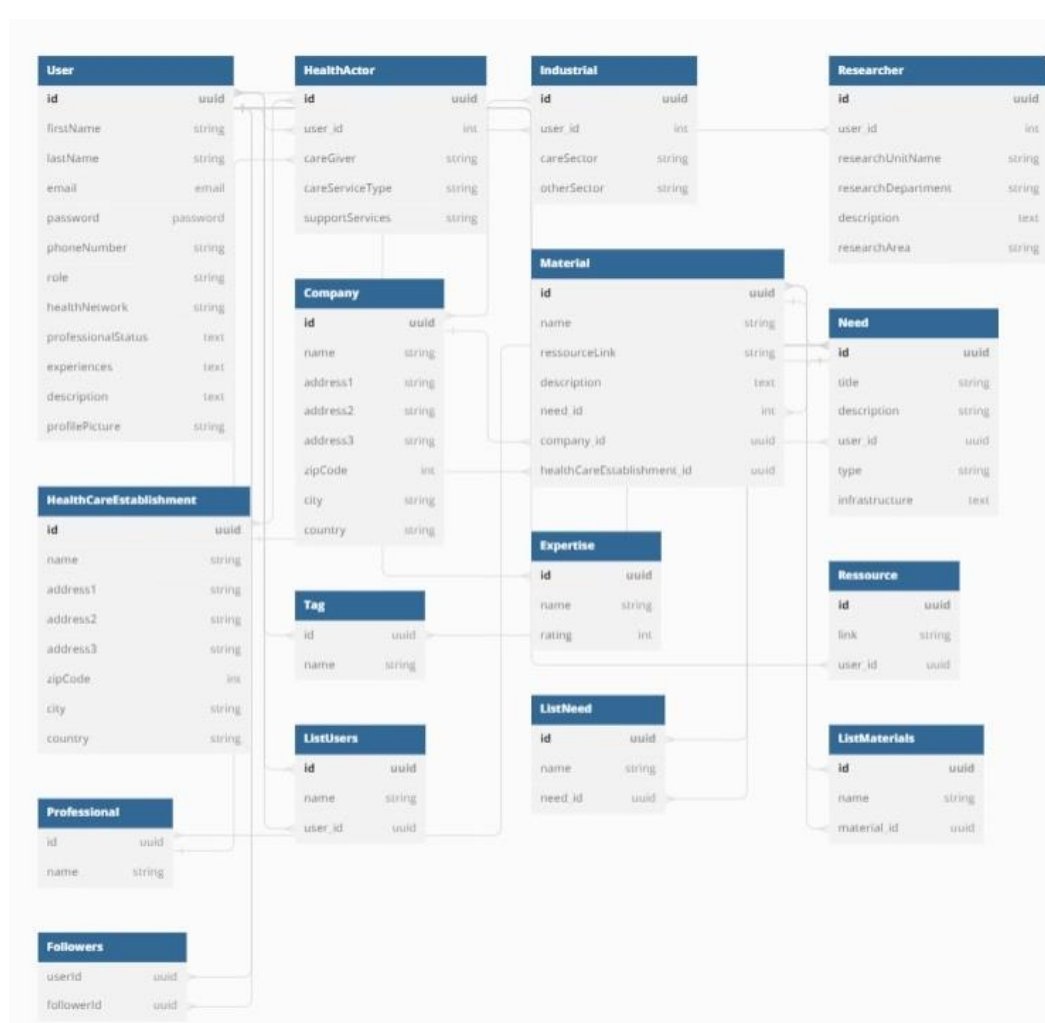 User
id uuid
firstName string
lastName string
email email
password password
phoneNumber string
role string
healthNetwork string
professionalStatus text
experiences text
description text
profilePicture string
HealthActor
id uuid
user_id int
careGiver string
careServiceType string
supportServices string
Industrial
id uuid
user_id int
careSector string
otherSector string
Researcher
id uuid
user_id int
researchUnitName string
researchDepartment string
description text
researchArea string
Company
id uuid
name string
address1 string
address2 string
address3 string
zipCode int
city string
country string
Material
id uuid
name string
ressourceLink string
description text
need_id int
company_id uuid
healthCareEstablishment_id uuid
Need
id uuid
title string
description string
user_id uuid
type string
infrastructure text
HealthCareEstablishment
id uuid
name string
address1 string
address2 string
address3 string
zipCode int
city string
country string
Tag
id uuid
name string
Expertise
id uuid
name string
rating int
Ressource
id uuid
link string
user_id uuid
ListUsers
id uuid
name string
user_id uuid
ListNeed
id uuid
name string
need_id uuid
ListMaterials
id uuid
name string
material_id uuid
Professional
id uuid
name string
Followers
userId uuid
followerId uuid